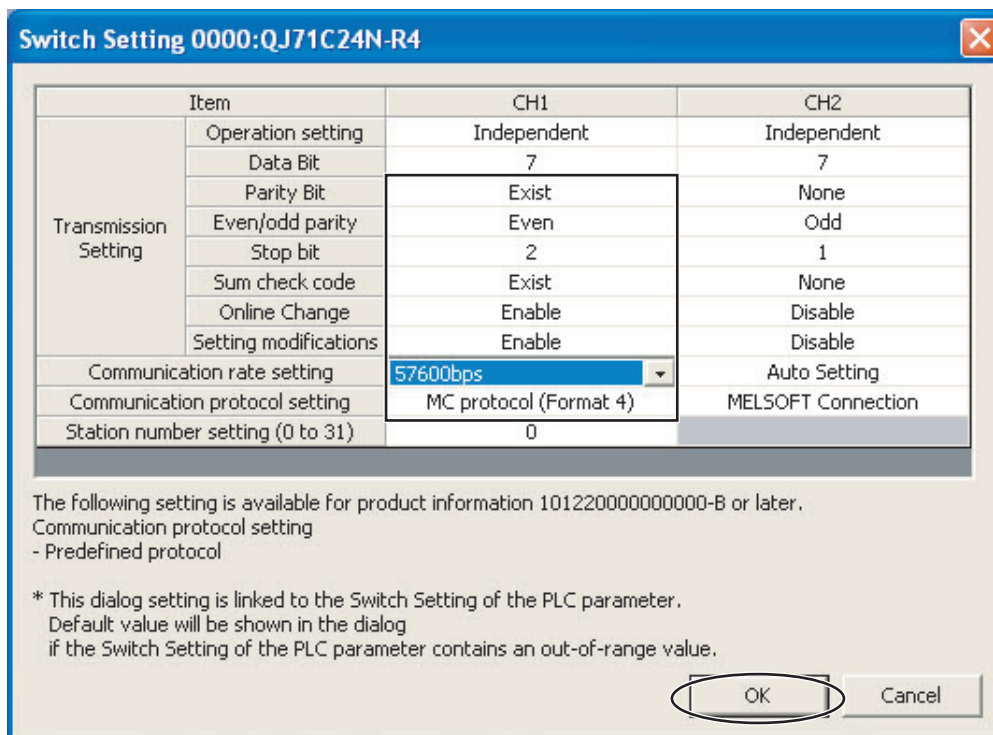 Switch Setting 0000:QJ71C24N-R4
Item CH1 CH2
Transmission Setting
Operation setting Independent Independent
Data Bit 7 7
Parity Bit Exist None
Even/odd parity Even Odd
Stop bit 2 1
Sum check code Exist None
Online Change Enable Disable
Setting modifications Enable Disable
Communication rate setting 57600bps Auto Setting
Communication protocol setting MC protocol (Format 4) MELSOFT Connection
Station number setting (0 to 31) 0
The following setting is available for product information 101220000000000-B or later.
Communication protocol setting
- Predefined protocol
* This dialog setting is linked to the Switch Setting of the PLC parameter.
Default value will be shown in the dialog
if the Switch Setting of the PLC parameter contains an out-of-range value.
OK Cancel